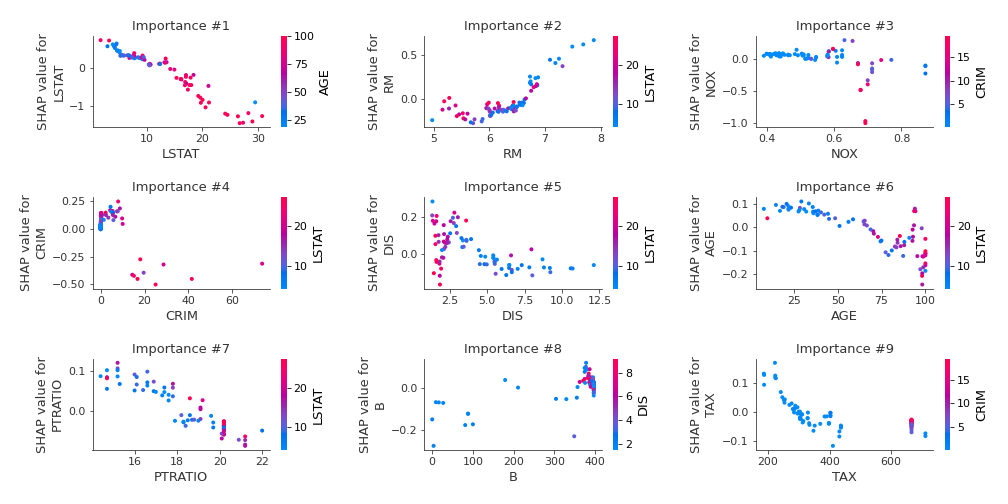 Importance #1
SHAP value for
LSTAT
0
−1
10
20
30
LSTAT
100
75
50
25
AGE
Importance #2
SHAP value for
RM
0.5
0.0
5
6
7
8
RM
20
10
LSTAT
Importance #3
SHAP value for
NOX
0.0
−0.5
−1.0
0.4
0.6
0.8
NOX
15
10
5
CRIM
Importance #4
SHAP value for
CRIM
0.25
0.00
−0.25
−0.50
0
20
40
60
CRIM
20
10
LSTAT
Importance #5
SHAP value for
DIS
0.2
0.0
2.5
5.0
7.5
10.0
12.5
DIS
20
10
LSTAT
Importance #6
SHAP value for
AGE
0.1
0.0
−0.1
−0.2
25
50
75
100
AGE
20
10
LSTAT
Importance #7
SHAP value for
PTRATIO
0.1
0.0
16
18
20
22
PTRATIO
20
10
LSTAT
Importance #8
SHAP value for
B
0.0
−0.2
0
100
200
300
400
B
8
6
4
2
DIS
Importance #9
SHAP value for
TAX
0.1
0.0
−0.1
200
400
600
TAX
15
10
5
CRIM